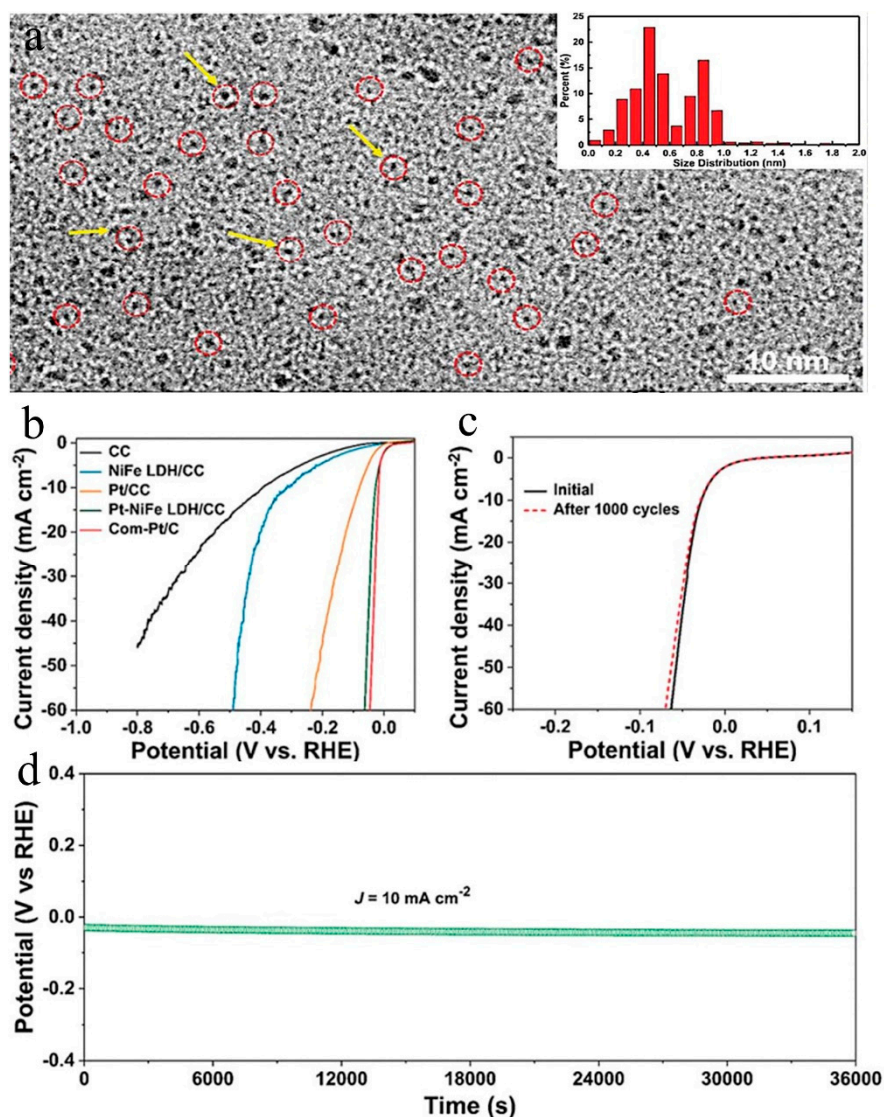 a
Percent (%)
25
20
15
10
5
0
0.0 0.2 0.4 0.6 0.8 1.0 1.2 1.4 1.6 1.8 2.0
Size Distribution (nm)
10 nm
b
Current density (mA cm-2)
0
-10
-20
-30
-40
-50
-60
CC
NiFe LDH/CC
Pt/CC
Pt-NiFe LDH/CC
Com-Pt/C
-1.0 -0.8 -0.6 -0.4 -0.2 0.0
Potential (V vs. RHE)
c
Current density (mA cm-2)
0
-10
-20
-30
-40
-50
-60
Initial
After 1000 cycles
-0.2 -0.1 0.0 0.1
Potential (V vs. RHE)
d
Potential (V vs RHE)
0.4
0.2
0.0
-0.2
-0.4
J = 10 mA cm-2
0 6000 12000 18000 24000 30000 36000
Time (s)